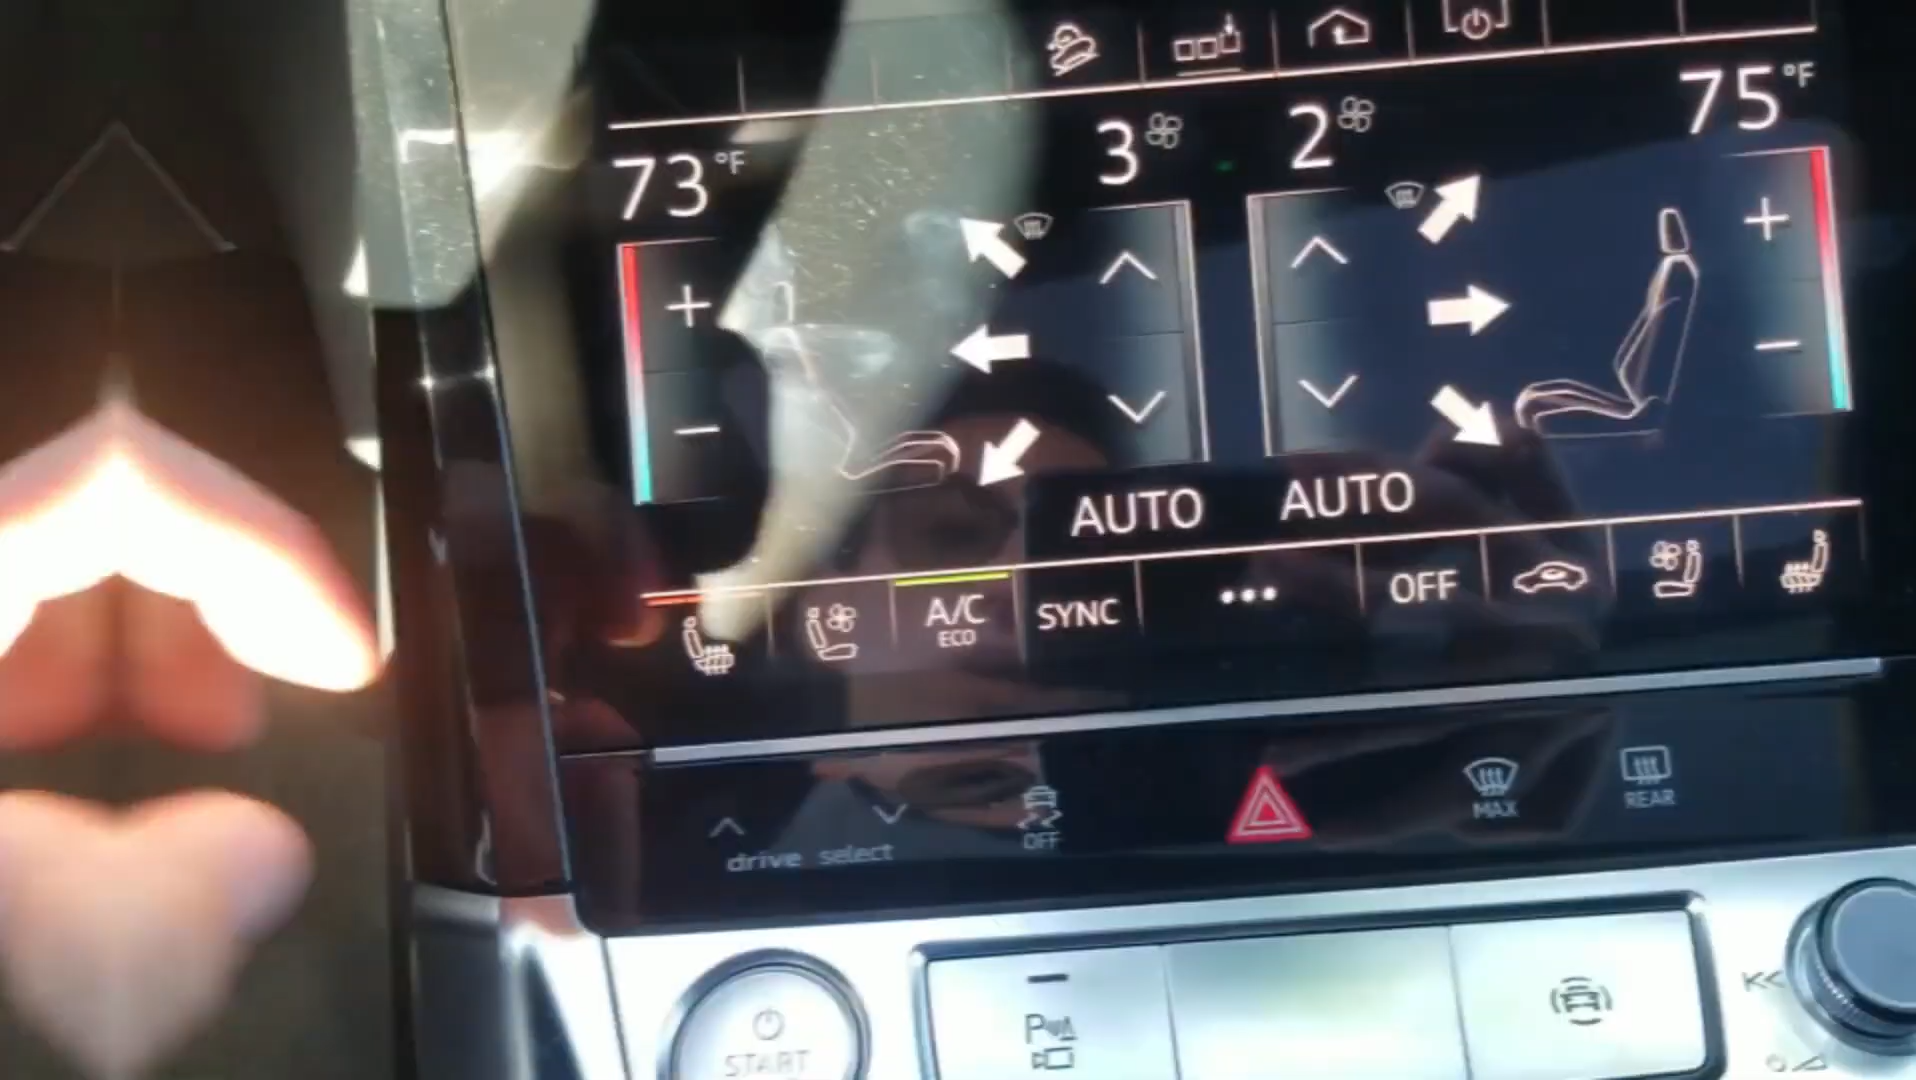 73 °F
3
2
75 °F
AUTO
AUTO
A/C
ECO
SYNC
OFF
drive select
OFF
MAX
REAR
START
P